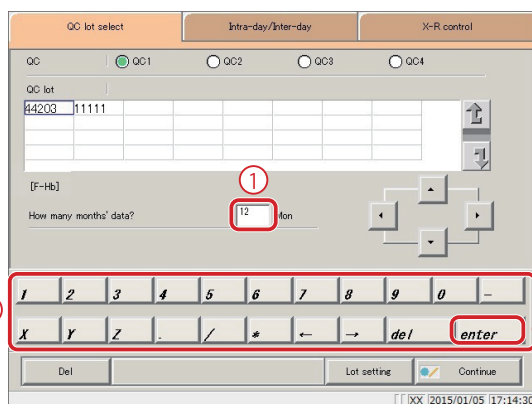 QC lot select Intra-day/Inter-day X-R control
QC QC1 QC2 QC3 QC4
QC lot
44203 11111
[F-Hb]
1
How many months' data? 12 Mon
1 2 3 4 5 6 7 8 9 0 −
X Y Z . / * ← → del enter
Del Lot setting Continue
[ [ XX 2015/01/05 17:14:3